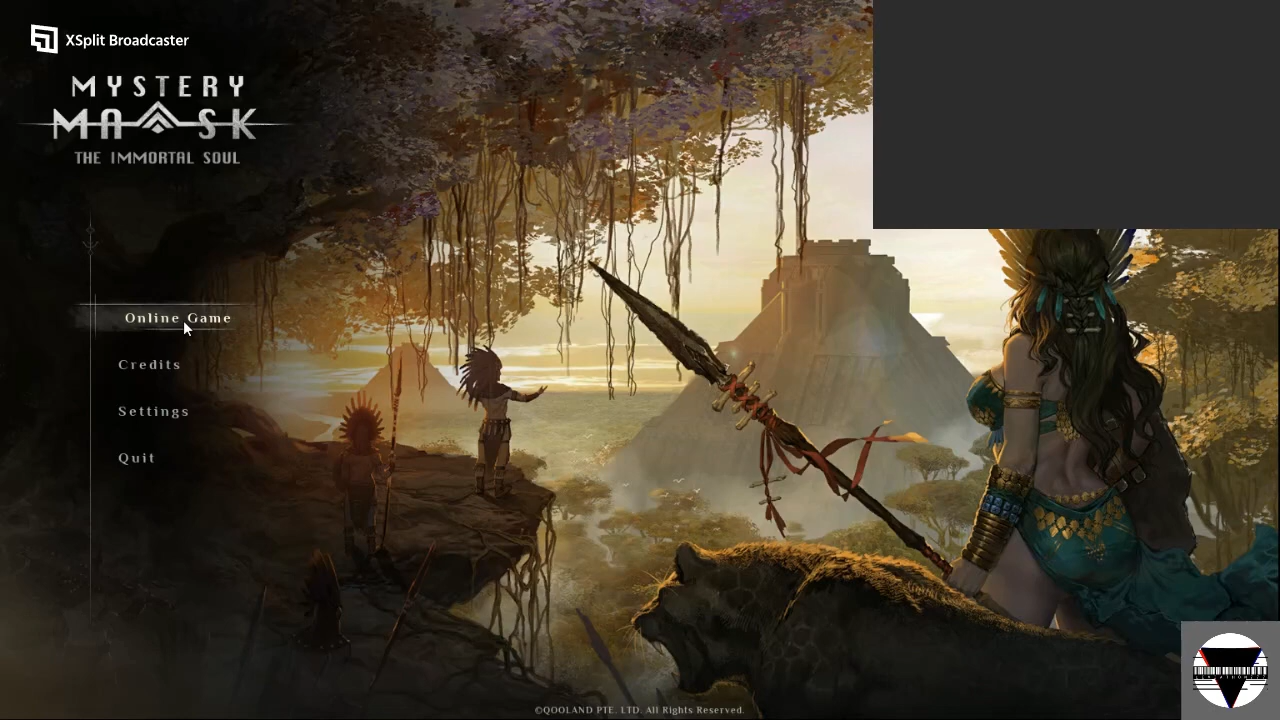 XSplit Broadcaster
MYSTERY
MASK
THE IMMORTAL SOUL
Online Game
Credits
Settings
Quit
©QOOLAND PTE. LTD. All Rights Reserved.